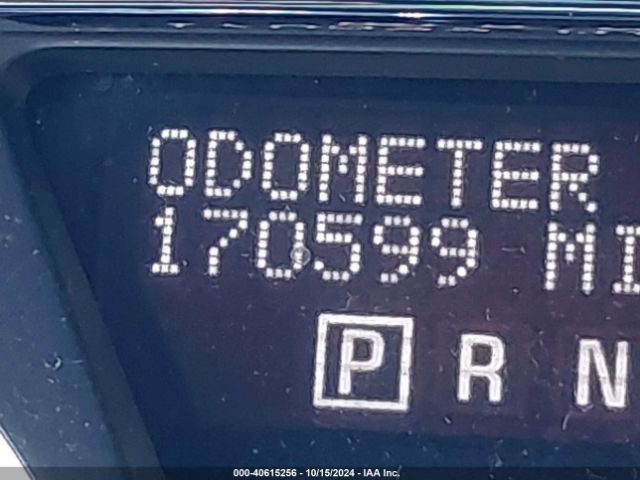 ODOMETER
170599 MI
P R N
000-40615256 - 10/15/2024 - IAA Inc.